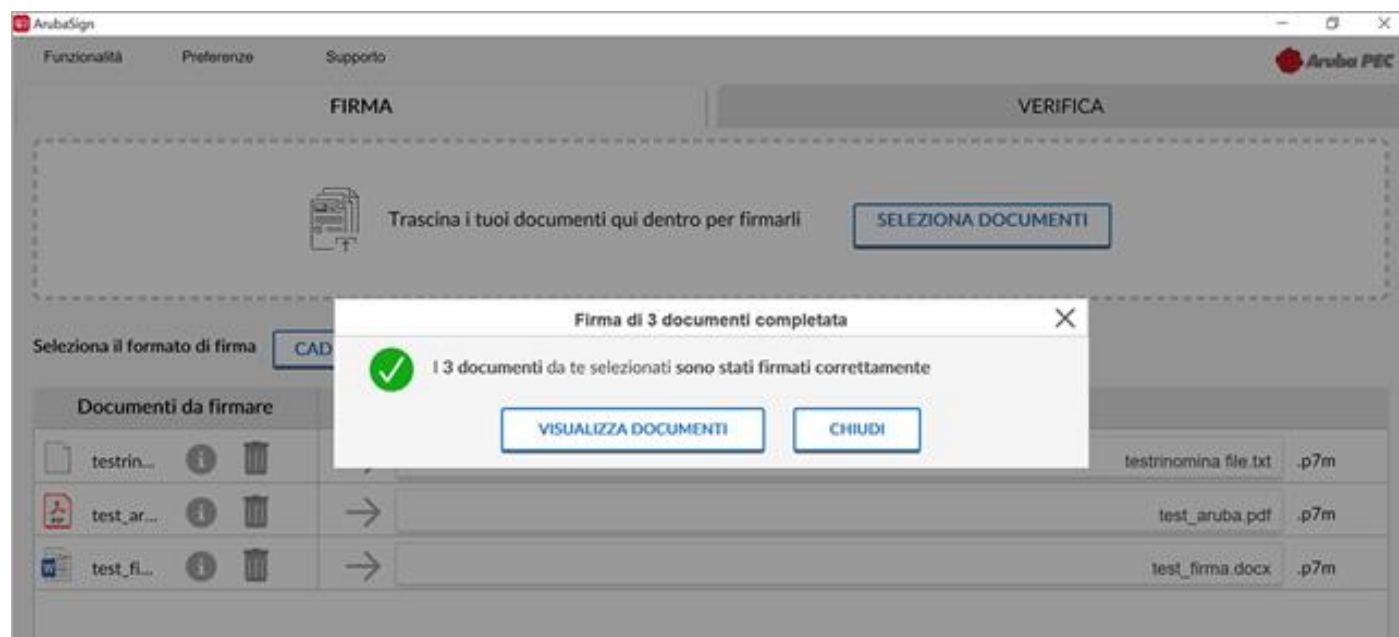 ArubaSign
Funzionalità Preferenze Supporto Aruba PEC
FIRMA VERIFICA
Trascina i tuoi documenti qui dentro per firmarli SELEZIONA DOCUMENTI
Firma di 3 documenti completata
Seleziona il formato di firma CAD
I 3 documenti da te selezionati sono stati firmati correttamente
Documenti da firmare
VISUALIZZA DOCUMENTI CHIUDI
testrin... testrinomina file.txt .p7m
test_ar... test_aruba.pdf .p7m
test_fi... test_firma.docx .p7m